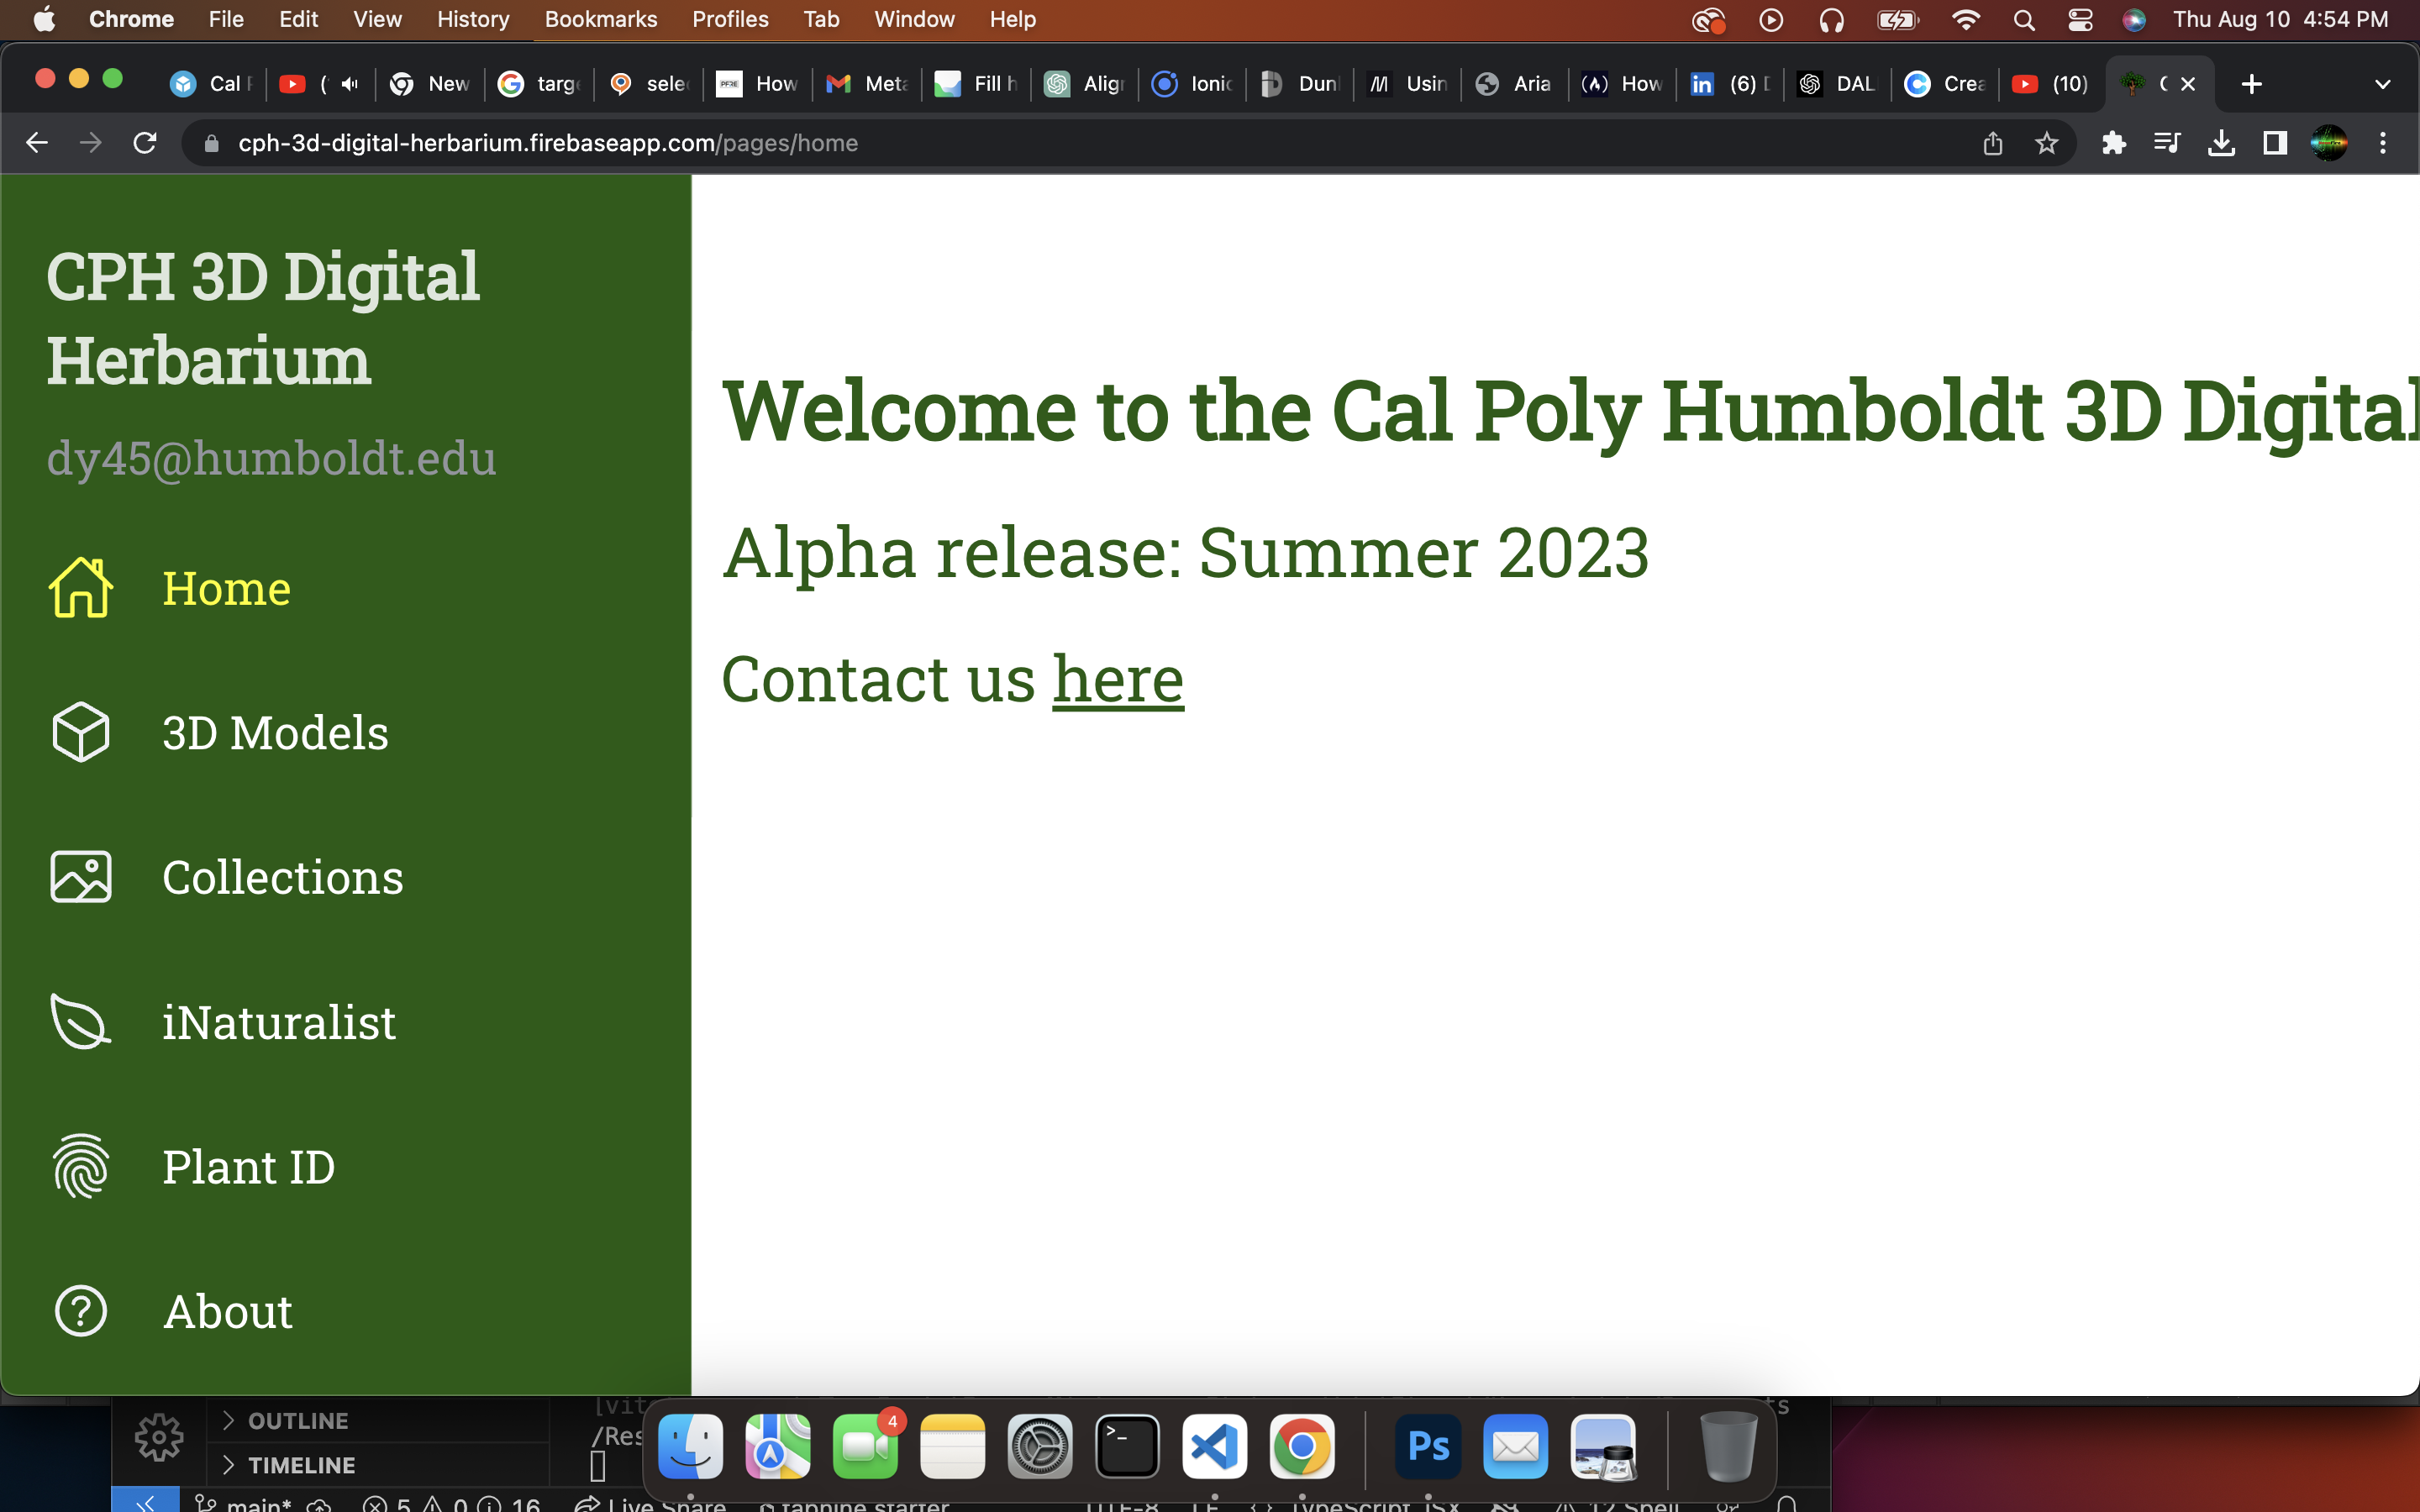 Chrome File Edit View History Bookmarks Profiles Tab Window Help Thu Aug 10 4:54 PM
Cal ( New targ sele PFRE How Meta Fill h Align Ionic Dun Usin Aria How (6) DAL Crea (10)
cph-3d-digital-herbarium.firebaseapp.com/pages/home
CPH 3D Digital
Herbarium
dy45@humboldt.edu
Home
3D Models
Collections
iNaturalist
Plant ID
About
Welcome to the Cal Poly Humboldt 3D Digital
Alpha release: Summer 2023
Contact us here
OUTLINE
TIMELINE
[vit
/Res
4
Ps
main* 5 0 16 Live Share tabnine starter UTF-8 LF {} TypeScript JSX 12 Spell